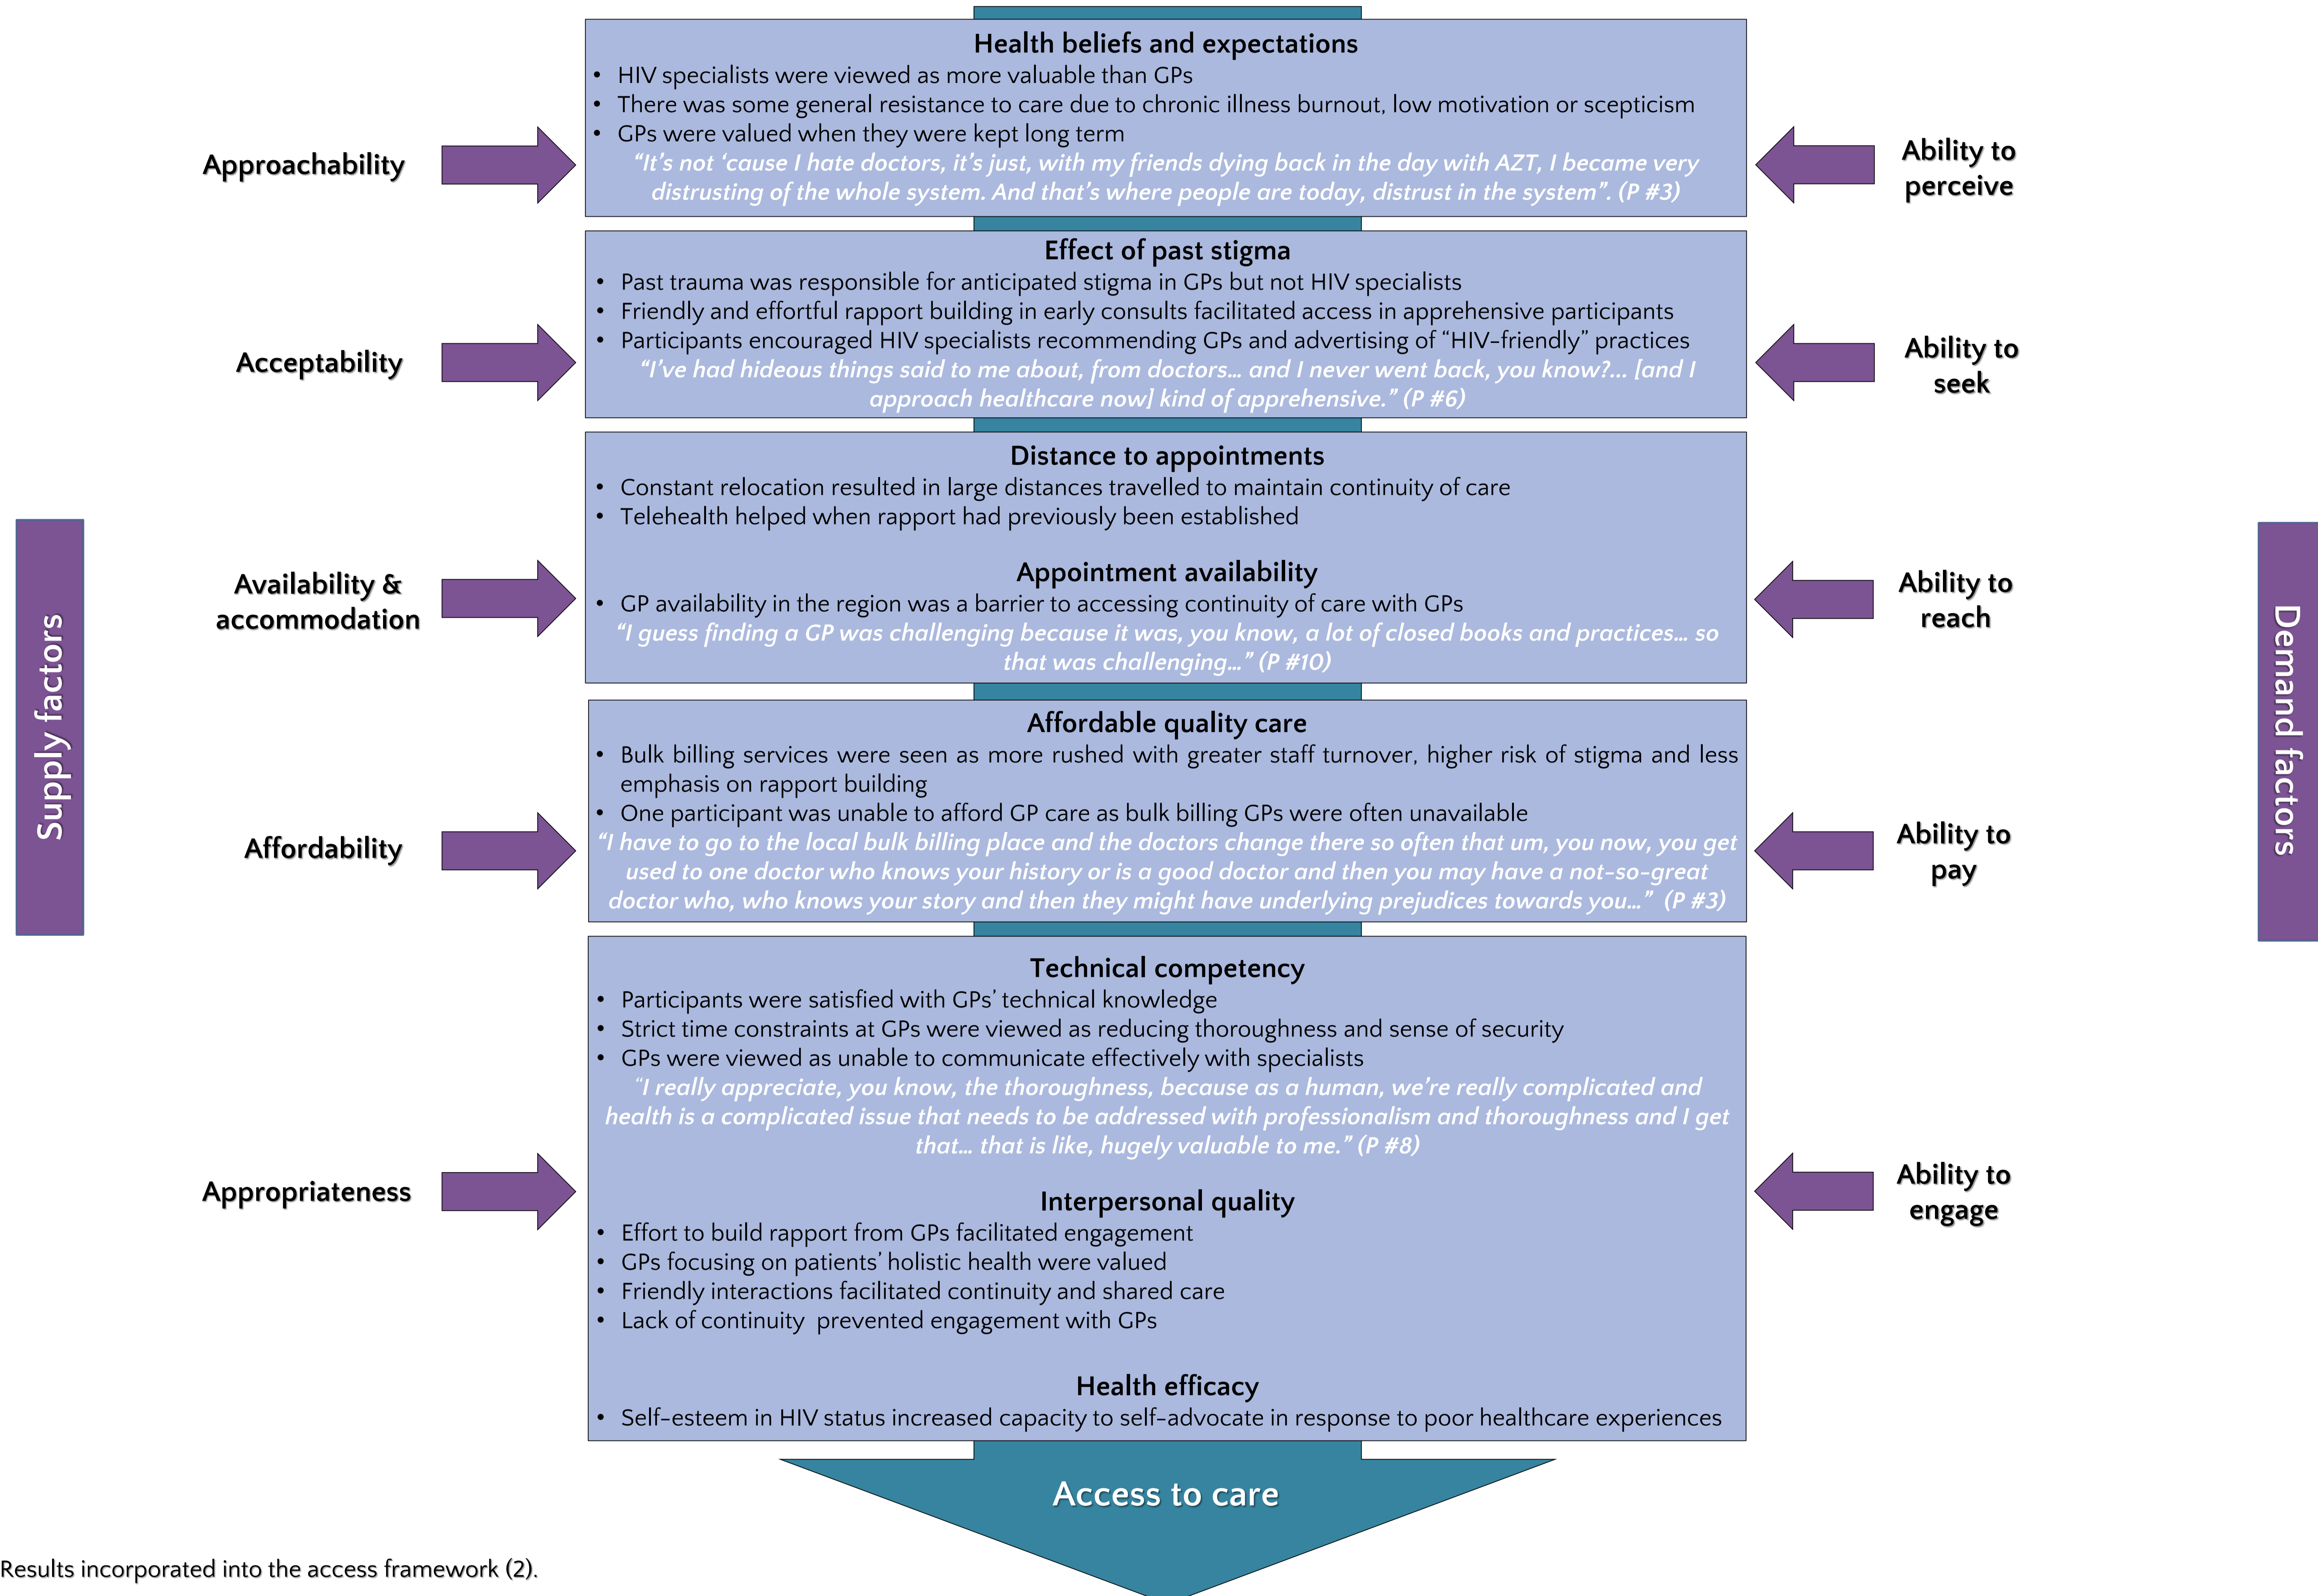 Health beliefs and expectations
• HIV specialists were viewed as more valuable than GPs
• There was some general resistance to care due to chronic illness burnout, low motivation or scepticism
• GPs were valued when they were kept long term
“It’s not ‘cause I hate doctors, it’s just, with my friends dying back in the day with AZT, I became very
distrusting of the whole system. And that’s where people are today, distrust in the system”. (P #3)
Approachability
Ability to
perceive
Effect of past stigma
• Past trauma was responsible for anticipated stigma in GPs but not HIV specialists
• Friendly and effortful rapport building in early consults facilitated access in apprehensive participants
• Participants encouraged HIV specialists recommending GPs and advertising of “HIV-friendly” practices
“I’ve had hideous things said to me about, from doctors… and I never went back, you know?... [and I
approach healthcare now] kind of apprehensive.” (P #6)
Acceptability
Ability to
seek
Distance to appointments
• Constant relocation resulted in large distances travelled to maintain continuity of care
• Telehealth helped when rapport had previously been established
Appointment availability
• GP availability in the region was a barrier to accessing continuity of care with GPs
“I guess finding a GP was challenging because it was, you know, a lot of closed books and practices… so
that was challenging…” (P #10)
Availability &
accommodation
Ability to
reach
Supply factors
Demand factors
Affordable quality care
• Bulk billing services were seen as more rushed with greater staff turnover, higher risk of stigma and less
emphasis on rapport building
• One participant was unable to afford GP care as bulk billing GPs were often unavailable
“I have to go to the local bulk billing place and the doctors change there so often that um, you now, you get
used to one doctor who knows your history or is a good doctor and then you may have a not-so-great
doctor who, who knows your story and then they might have underlying prejudices towards you…” (P #3)
Affordability
Ability to
pay
Technical competency
• Participants were satisfied with GPs’ technical knowledge
• Strict time constraints at GPs were viewed as reducing thoroughness and sense of security
• GPs were viewed as unable to communicate effectively with specialists
“I really appreciate, you know, the thoroughness, because as a human, we’re really complicated and
health is a complicated issue that needs to be addressed with professionalism and thoroughness and I get
that… that is like, hugely valuable to me.” (P #8)
Interpersonal quality
• Effort to build rapport from GPs facilitated engagement
• GPs focusing on patients’ holistic health were valued
• Friendly interactions facilitated continuity and shared care
• Lack of continuity prevented engagement with GPs
Health efficacy
• Self-esteem in HIV status increased capacity to self-advocate in response to poor healthcare experiences
Appropriateness
Ability to
engage
Access to care
Results incorporated into the access framework (2).